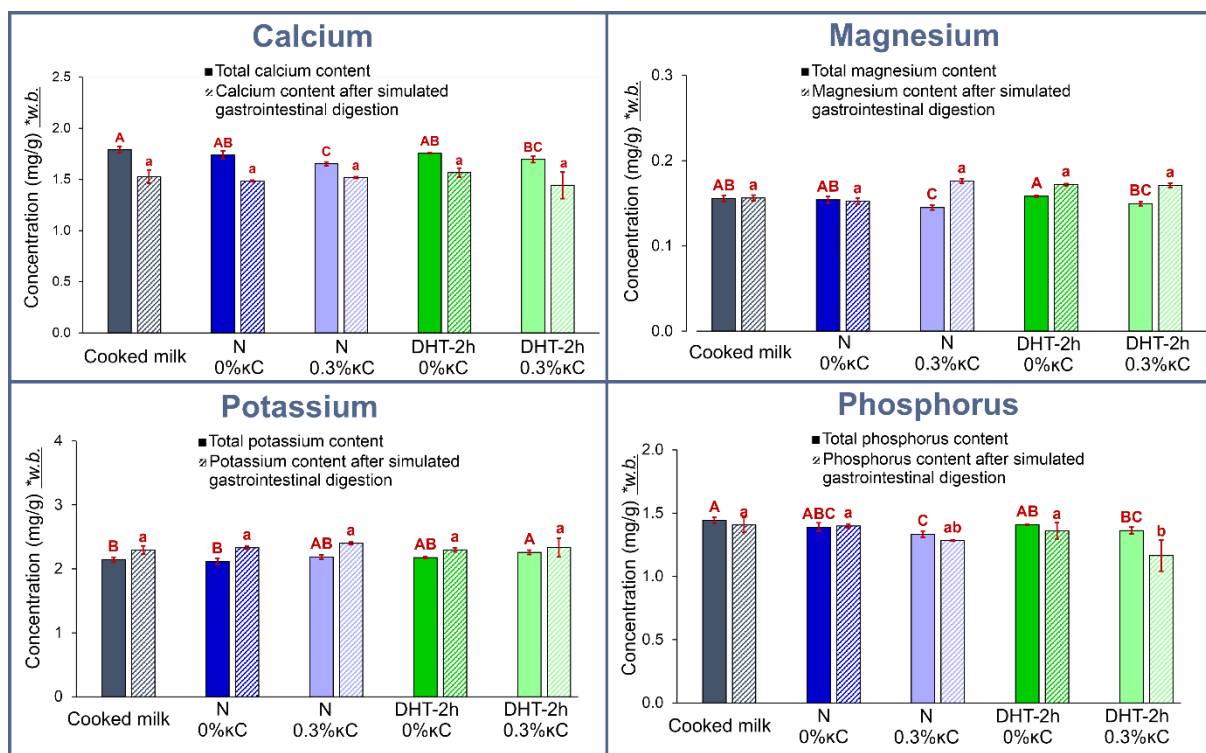 Calcium
Total calcium content
Calcium content after simulated
gastrointestinal digestion
Concentration (mg/g) *w.b.
2.5
2.0
1.5
1.0
0.5
0.0
A
a
AB
a
C
a
AB
a
BC
a
Cooked milk
N
0%κC
N
0.3%κC
DHT-2h
0%κC
DHT-2h
0.3%κC
Magnesium
Total magnesium content
Magnesium content after simulated
gastrointestinal digestion
Concentration (mg/g) *w.b.
0.3
0.2
0.1
0.0
AB
a
AB
a
C
a
A
a
BC
a
Cooked milk
N
0%κC
N
0.3%κC
DHT-2h
0%κC
DHT-2h
0.3%κC
Potassium
Total potassium content
Potassium content after simulated
gastrointestinal digestion
Concentration (mg/g) *w.b.
4
3
2
1
0
B
a
B
a
AB
a
AB
a
A
a
Cooked milk
N
0%κC
N
0.3%κC
DHT-2h
0%κC
DHT-2h
0.3%κC
Phosphorus
Total phosphorus content
Phosphorus content after simulated
gastrointestinal digestion
Concentration (mg/g) *w.b.
2.0
1.5
1.0
0.5
0.0
A
a
ABC
a
C
ab
AB
a
BC
b
Cooked milk
N
0%κC
N
0.3%κC
DHT-2h
0%κC
DHT-2h
0.3%κC